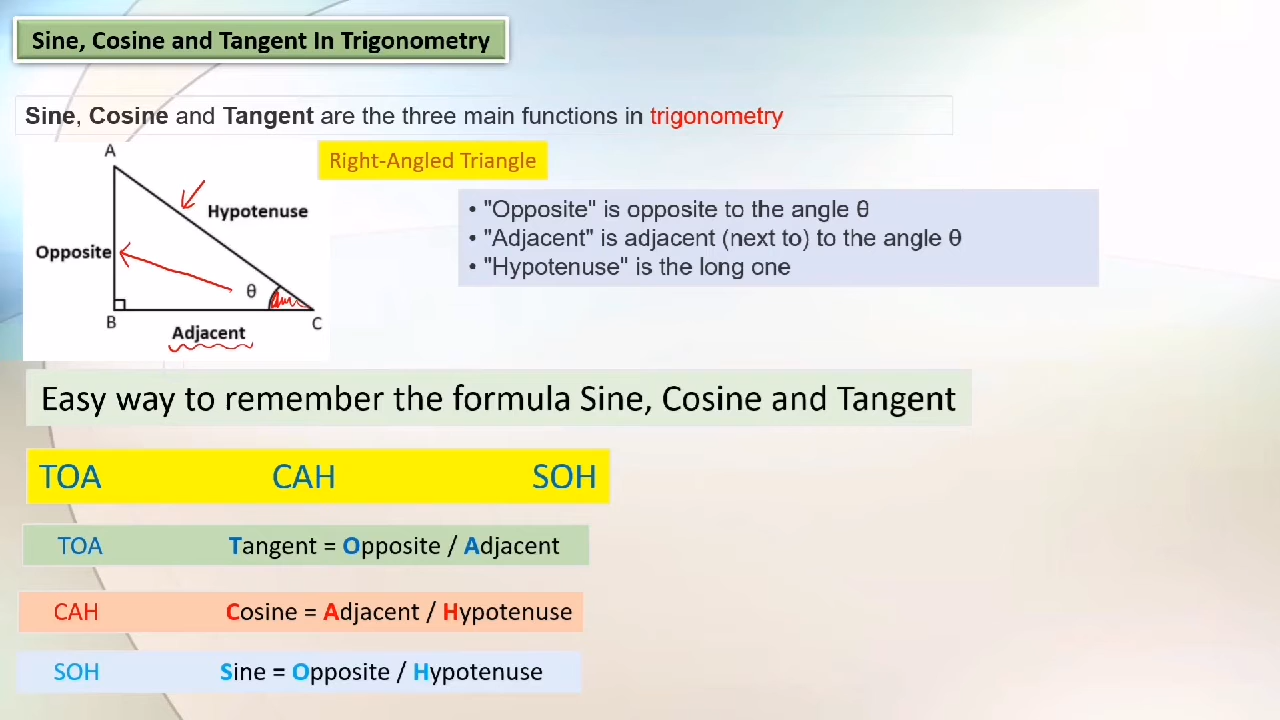 Sine, Cosine and Tangent In Trigonometry
Sine, Cosine and Tangent are the three main functions in trigonometry
A
Right-Angled Triangle
Hypotenuse
Opposite
θ
B
C
Adjacent
• "Opposite" is opposite to the angle θ
• "Adjacent" is adjacent (next to) to the angle θ
• "Hypotenuse" is the long one
Easy way to remember the formula Sine, Cosine and Tangent
TOA CAH SOH
TOA Tangent = Opposite / Adjacent
CAH Cosine = Adjacent / Hypotenuse
SOH Sine = Opposite / Hypotenuse